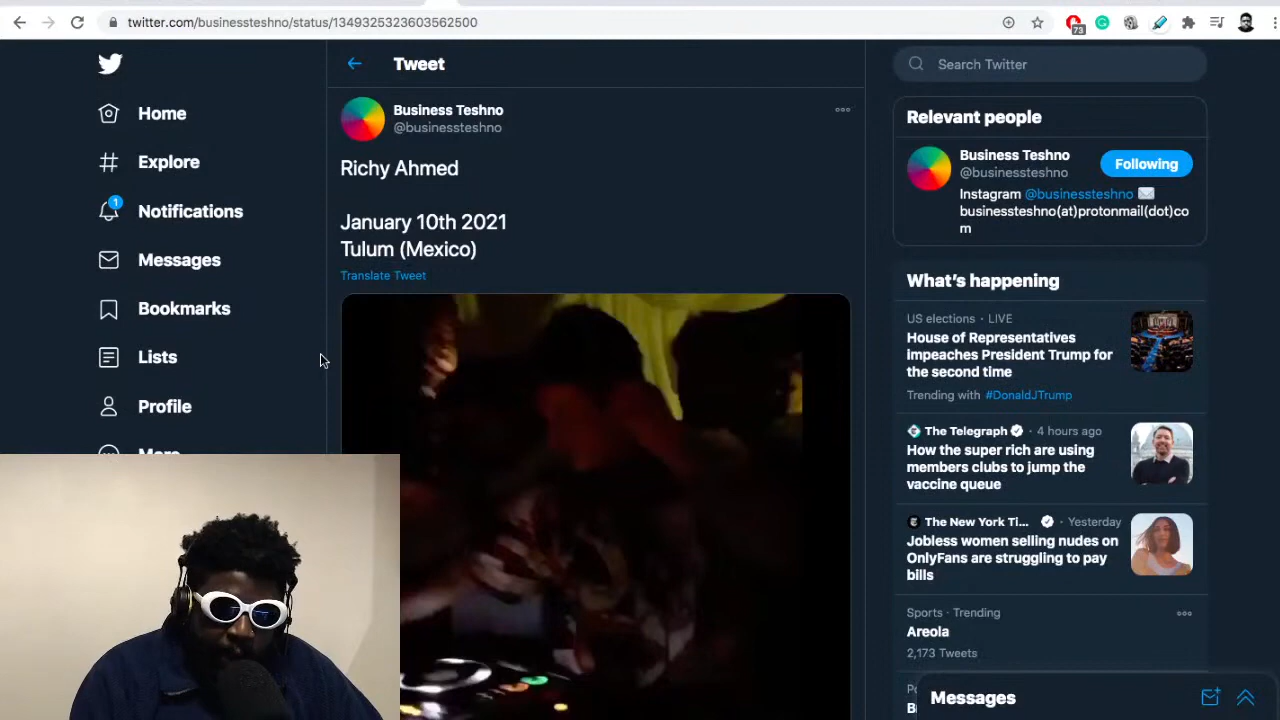 twitter.com/businessteshno/status/1349325323603562500
73
Home
Explore
1
Notifications
Messages
Bookmarks
Lists
Profile
More
Tweet
Business Teshno
@businessteshno
Richy Ahmed
January 10th 2021
Tulum (Mexico)
Translate Tweet
Search Twitter
Relevant people
Business Teshno
@businessteshno
Following
Instagram @businessteshno
businessteshno(at)protonmail(dot)co
m
What's happening
US elections · LIVE
House of Representatives
impeaches President Trump for
the second time
Trending with #DonaldJTrump
The Telegraph · 4 hours ago
How the super rich are using
members clubs to jump the
vaccine queue
The New York Ti... · Yesterday
Jobless women selling nudes on
OnlyFans are struggling to pay
bills
Sports · Trending
Areola
2,173 Tweets
Messages